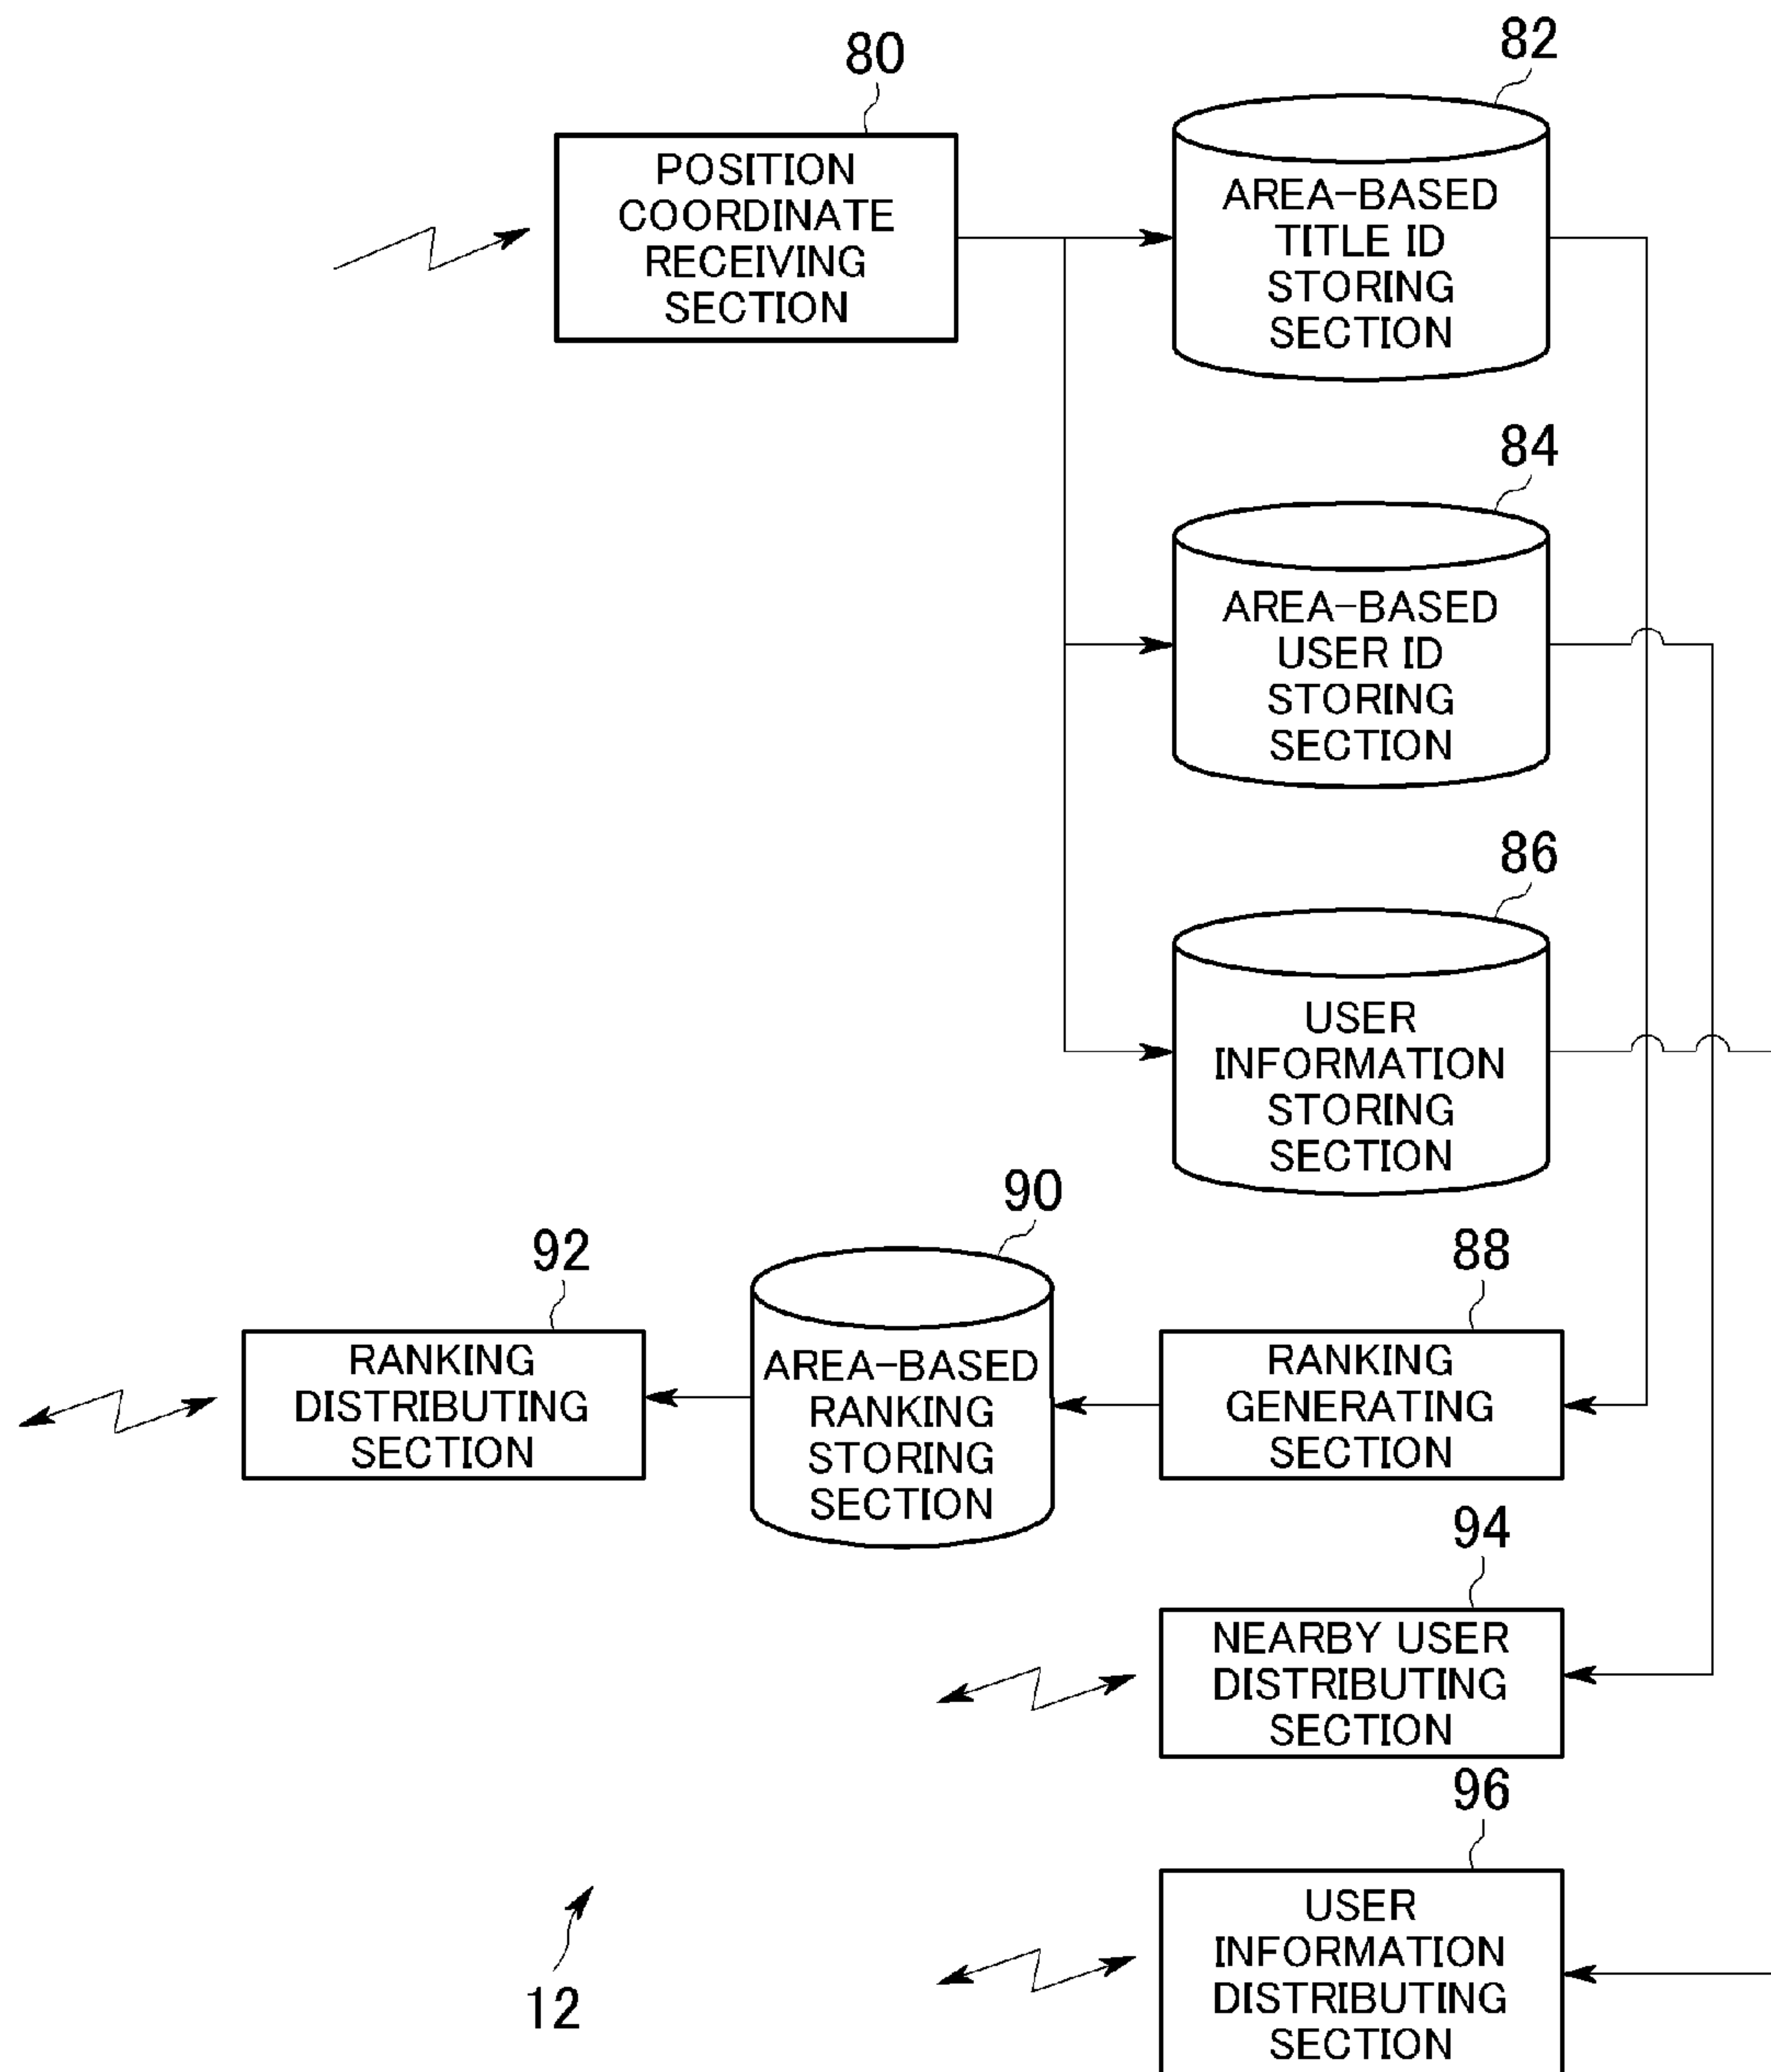 80
POSITION
COORDINATE
RECEIVING
SECTION
82
AREA-BASED
TITLE ID
STORING
SECTION
84
AREA-BASED
USER ID
STORING
SECTION
86
USER
INFORMATION
STORING
SECTION
92
RANKING
DISTRIBUTING
SECTION
90
AREA-BASED
RANKING
STORING
SECTION
88
RANKING
GENERATING
SECTION
94
NEARBY USER
DISTRIBUTING
SECTION
96
USER
INFORMATION
DISTRIBUTING
SECTION
12